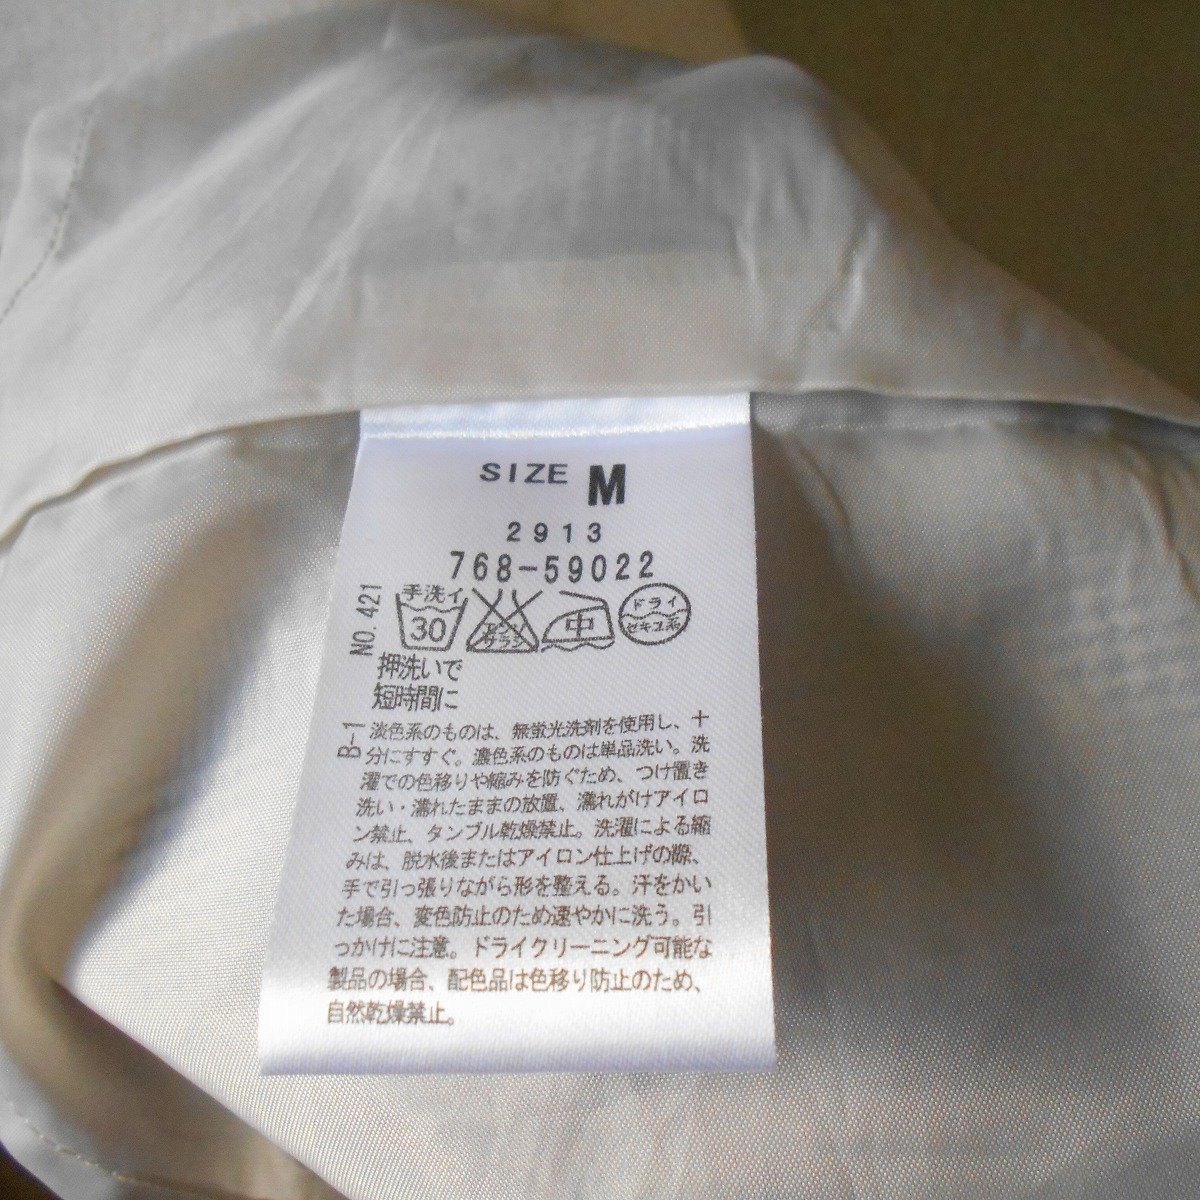 SIZE M
2913
768-59022
NO. 421
手洗イ
30
エンソ
サラシ
中
ドライ
セキユ系
押洗いで
短時間に
B-1
淡色系のものは、無蛍光洗剤を使用し、十
分にすすぐ。濃色系のものは単品洗い。洗
濯での色移りや縮みを防ぐため、つけ置き
洗い・濡れたままの放置、濡れがけアイロ
ン禁止、タンブル乾燥禁止。洗濯による縮
みは、脱水後またはアイロン仕上げの際、
手で引っ張りながら形を整える。汗をかい
た場合、変色防止のため速やかに洗う。引
っかけに注意。ドライクリーニング可能な
製品の場合、配色品は色移り防止のため、
自然乾燥禁止。